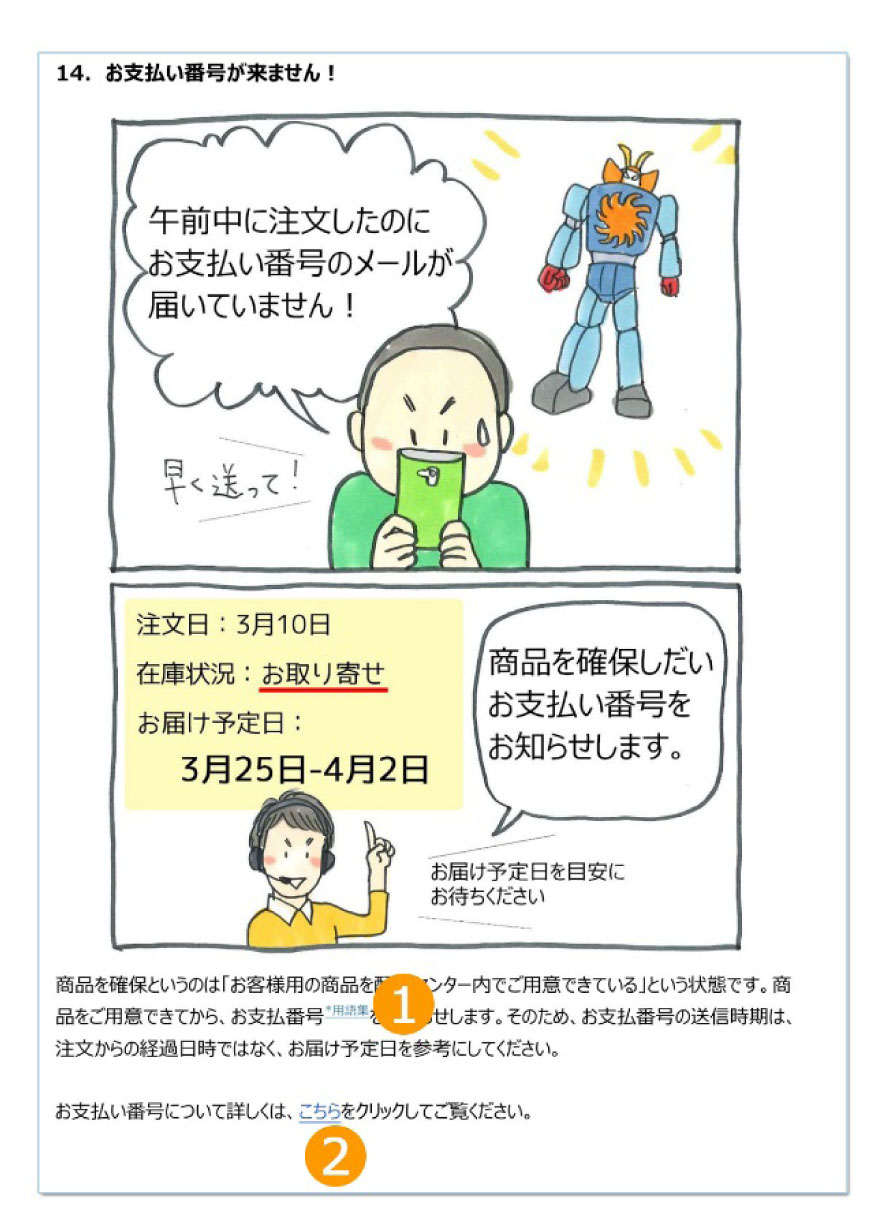 14. お支払い番号が来ません！
午前中に注文したのに
お支払い番号のメールが
届いていません！
早く送って！
注文日：3月10日
在庫状況：お取り寄せ
お届け予定日：
3月25日-4月2日
商品を確保しだい
お支払い番号を
お知らせします。
お届け予定日を目安に
お待ちください
商品を確保というのは「お客様用の商品を ンター内でご用意できている」という状態です。商
品をご用意できてから、お支払番号*用語集 せします。そのため、お支払番号の送信時期は、
1
注文からの経過日時ではなく、お届け予定日を参考にしてください。
お支払い番号について詳しくは、こちらをクリックしてご覧ください。
2